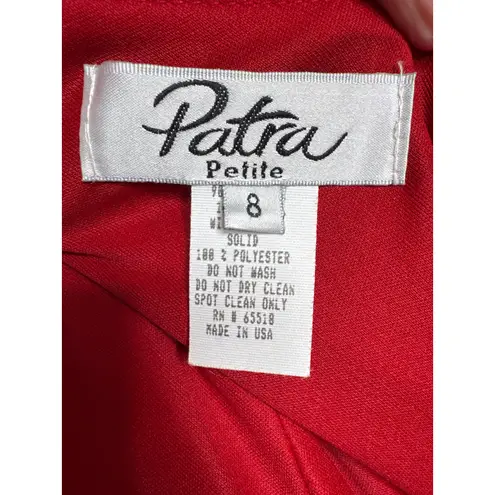 Patra
Petite
8
SOLID
100 % POLYESTER
DO NOT WASH
DO NOT DRY CLEAN
SPOT CLEAN ONLY
RN # 65518
MADE IN USA